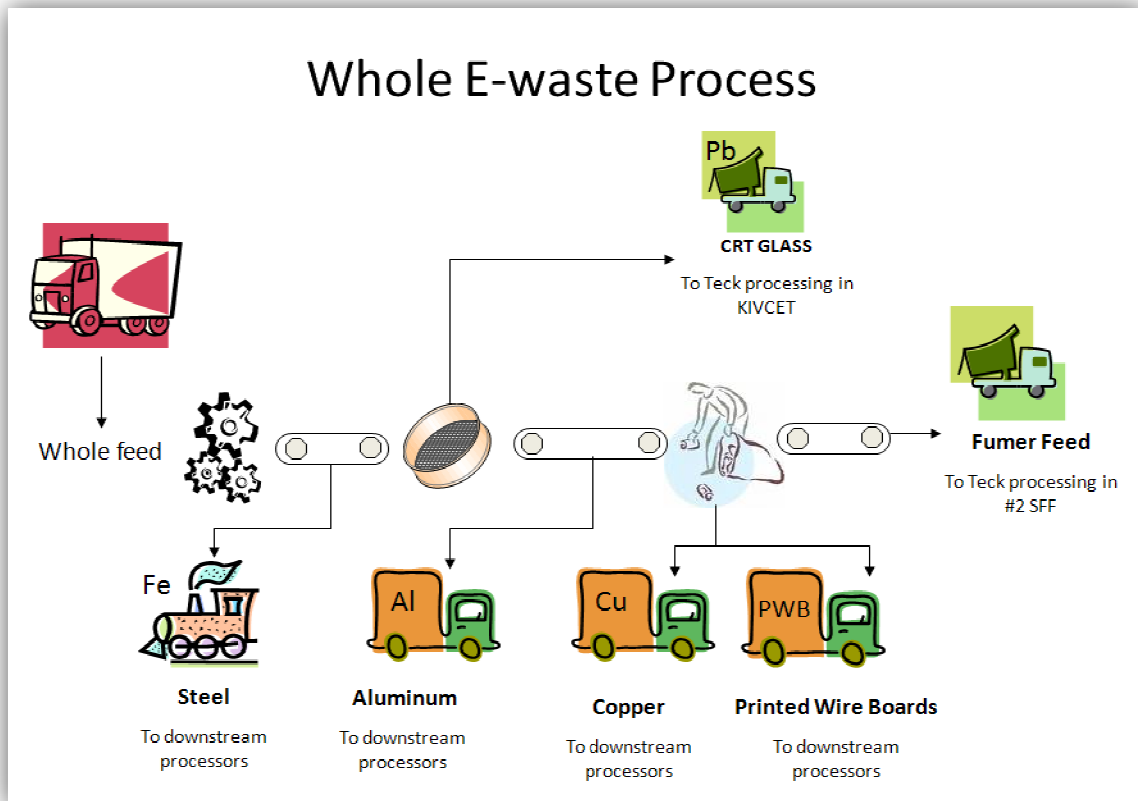 Whole E-waste Process
Pb
CRT GLASS
To Teck processing in
KIVCET
Whole feed
Fumer Feed
To Teck processing in
#2 SFF
Fe
Steel
To downstream
processors
Al
Aluminum
To downstream
processors
Cu
Copper
To downstream
processors
PWB
Printed Wire Boards
To downstream
processors